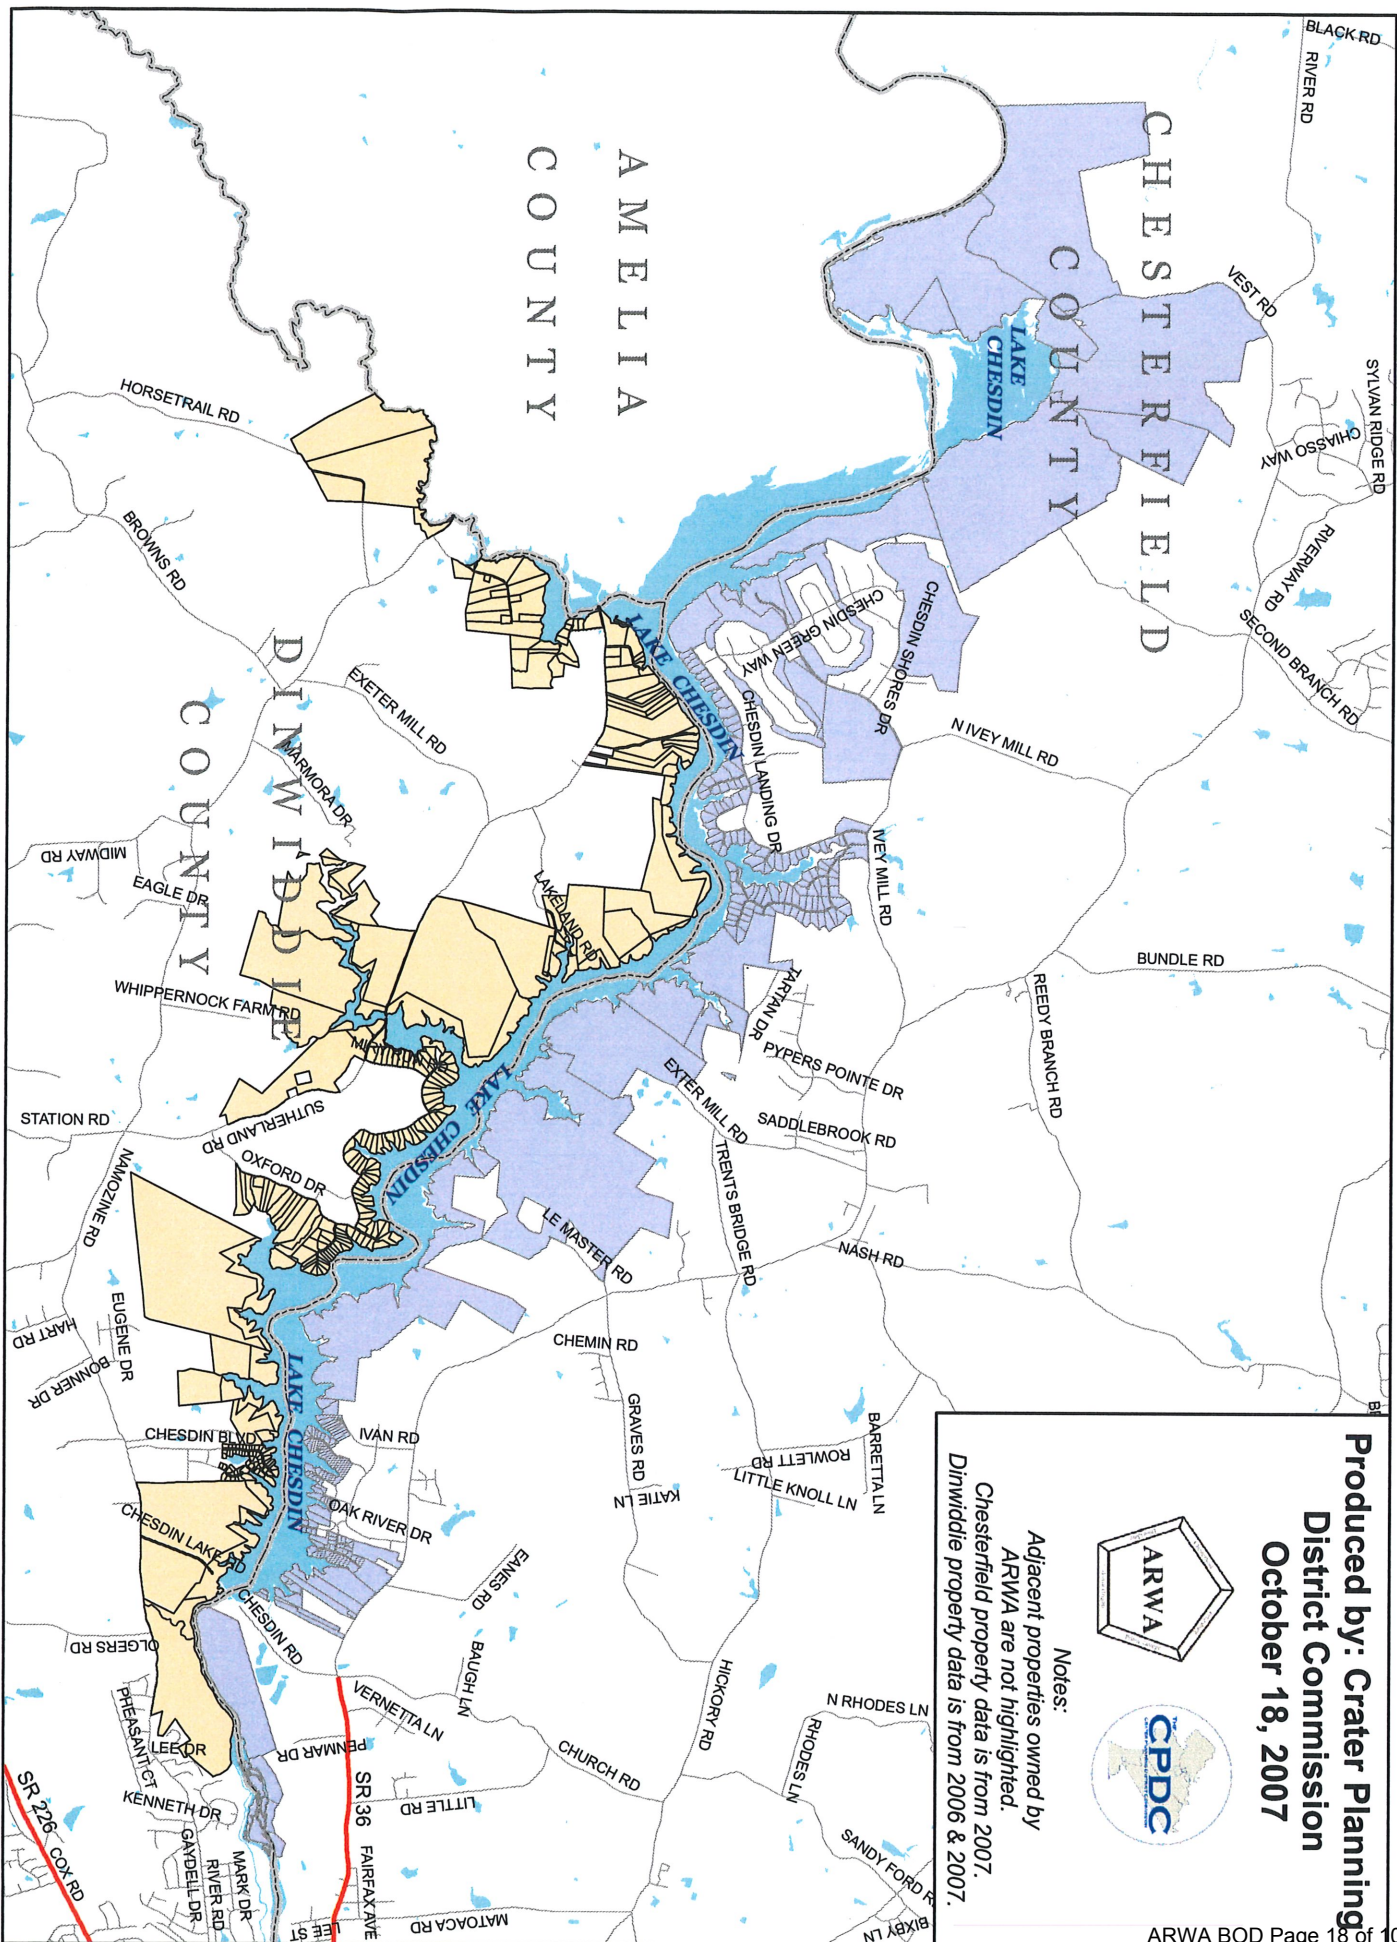 Produced by: Crater Planning
District Commission
October 18, 2007
ARWA
The
CPDC
Notes:
Adjacent properties owned by
ARWA are not highlighted.
Chesterfield property data is from 2007.
Dinwiddie property data is from 2006 & 2007.
CHESTERFIELD
COUNTY
AMELIA
COUNTY
DINWIDDIE
COUNTY
LAKE
CHESDIN
LAKE CHESDIN
LAKE CHESDIN
LAKE CHESDIN
BLACK RD
RIVER RD
VEST RD
SYLVAN RIDGE RD
CHIASSO WAY
RIVERWAY RD
SECOND BRANCH RD
CHESDIN SHORES DR
CHESDIN GREEN WAY
CHESDIN LANDING DR
N IVEY MILL RD
IVEY MILL RD
BUNDLE RD
REEDY BRANCH RD
TARTAN DR
PYPERS POINTE DR
EXTER MILL RD
SADDLEBROOK RD
TRENTS BRIDGE RD
NASH RD
LE MASTER RD
CHEMIN RD
GRAVES RD
KATIE LN
BARRETTA LN
ROWLETT RD
LITTLE KNOLL LN
IVAN RD
OAK RIVER DR
EANES RD
BAUGH LN
CHESDIN RD
VERNETTA LN
HICKORY RD
CHURCH RD
N RHODES LN
RHODES LN
SANDY FORD R
BIXBY LN
PENMAR DR
SR 36
LITTLE RD
FAIRFAX AVE
MATOACA RD
LEE ST
HORSETRAIL RD
BROWNS RD
EXETER MILL RD
MARMORA DR
MIDWAY RD
EAGLE DR
LAKELAND RD
WHIPPERNOCK FARM RD
SUTHERLAND RD
STATION RD
OXFORD DR
NAMOZINE RD
EUGENE DR
HART RD
BONNER DR
CHESDIN BLVD
CHESDIN LAKE RD
OLGERS RD
PHEASANT CT
LEE DR
KENNETH DR
GAYDELL DR
RIVER RD
MARK DR
SR 226
COX RD
ARWA BOD Page 18 of 10